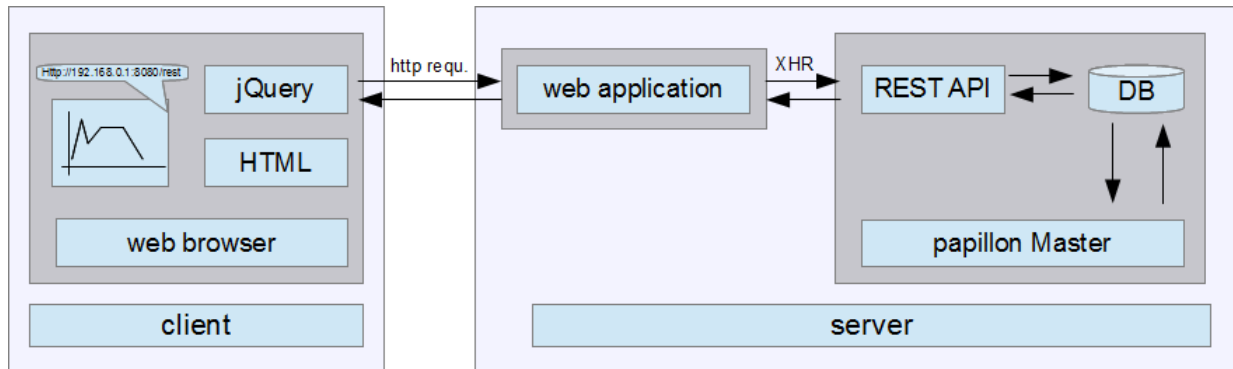 Http://192.168.0.1:8080/rest
jQuery
HTML
web browser
client
http requ.
web application
XHR
REST API
DB
papillon Master
server